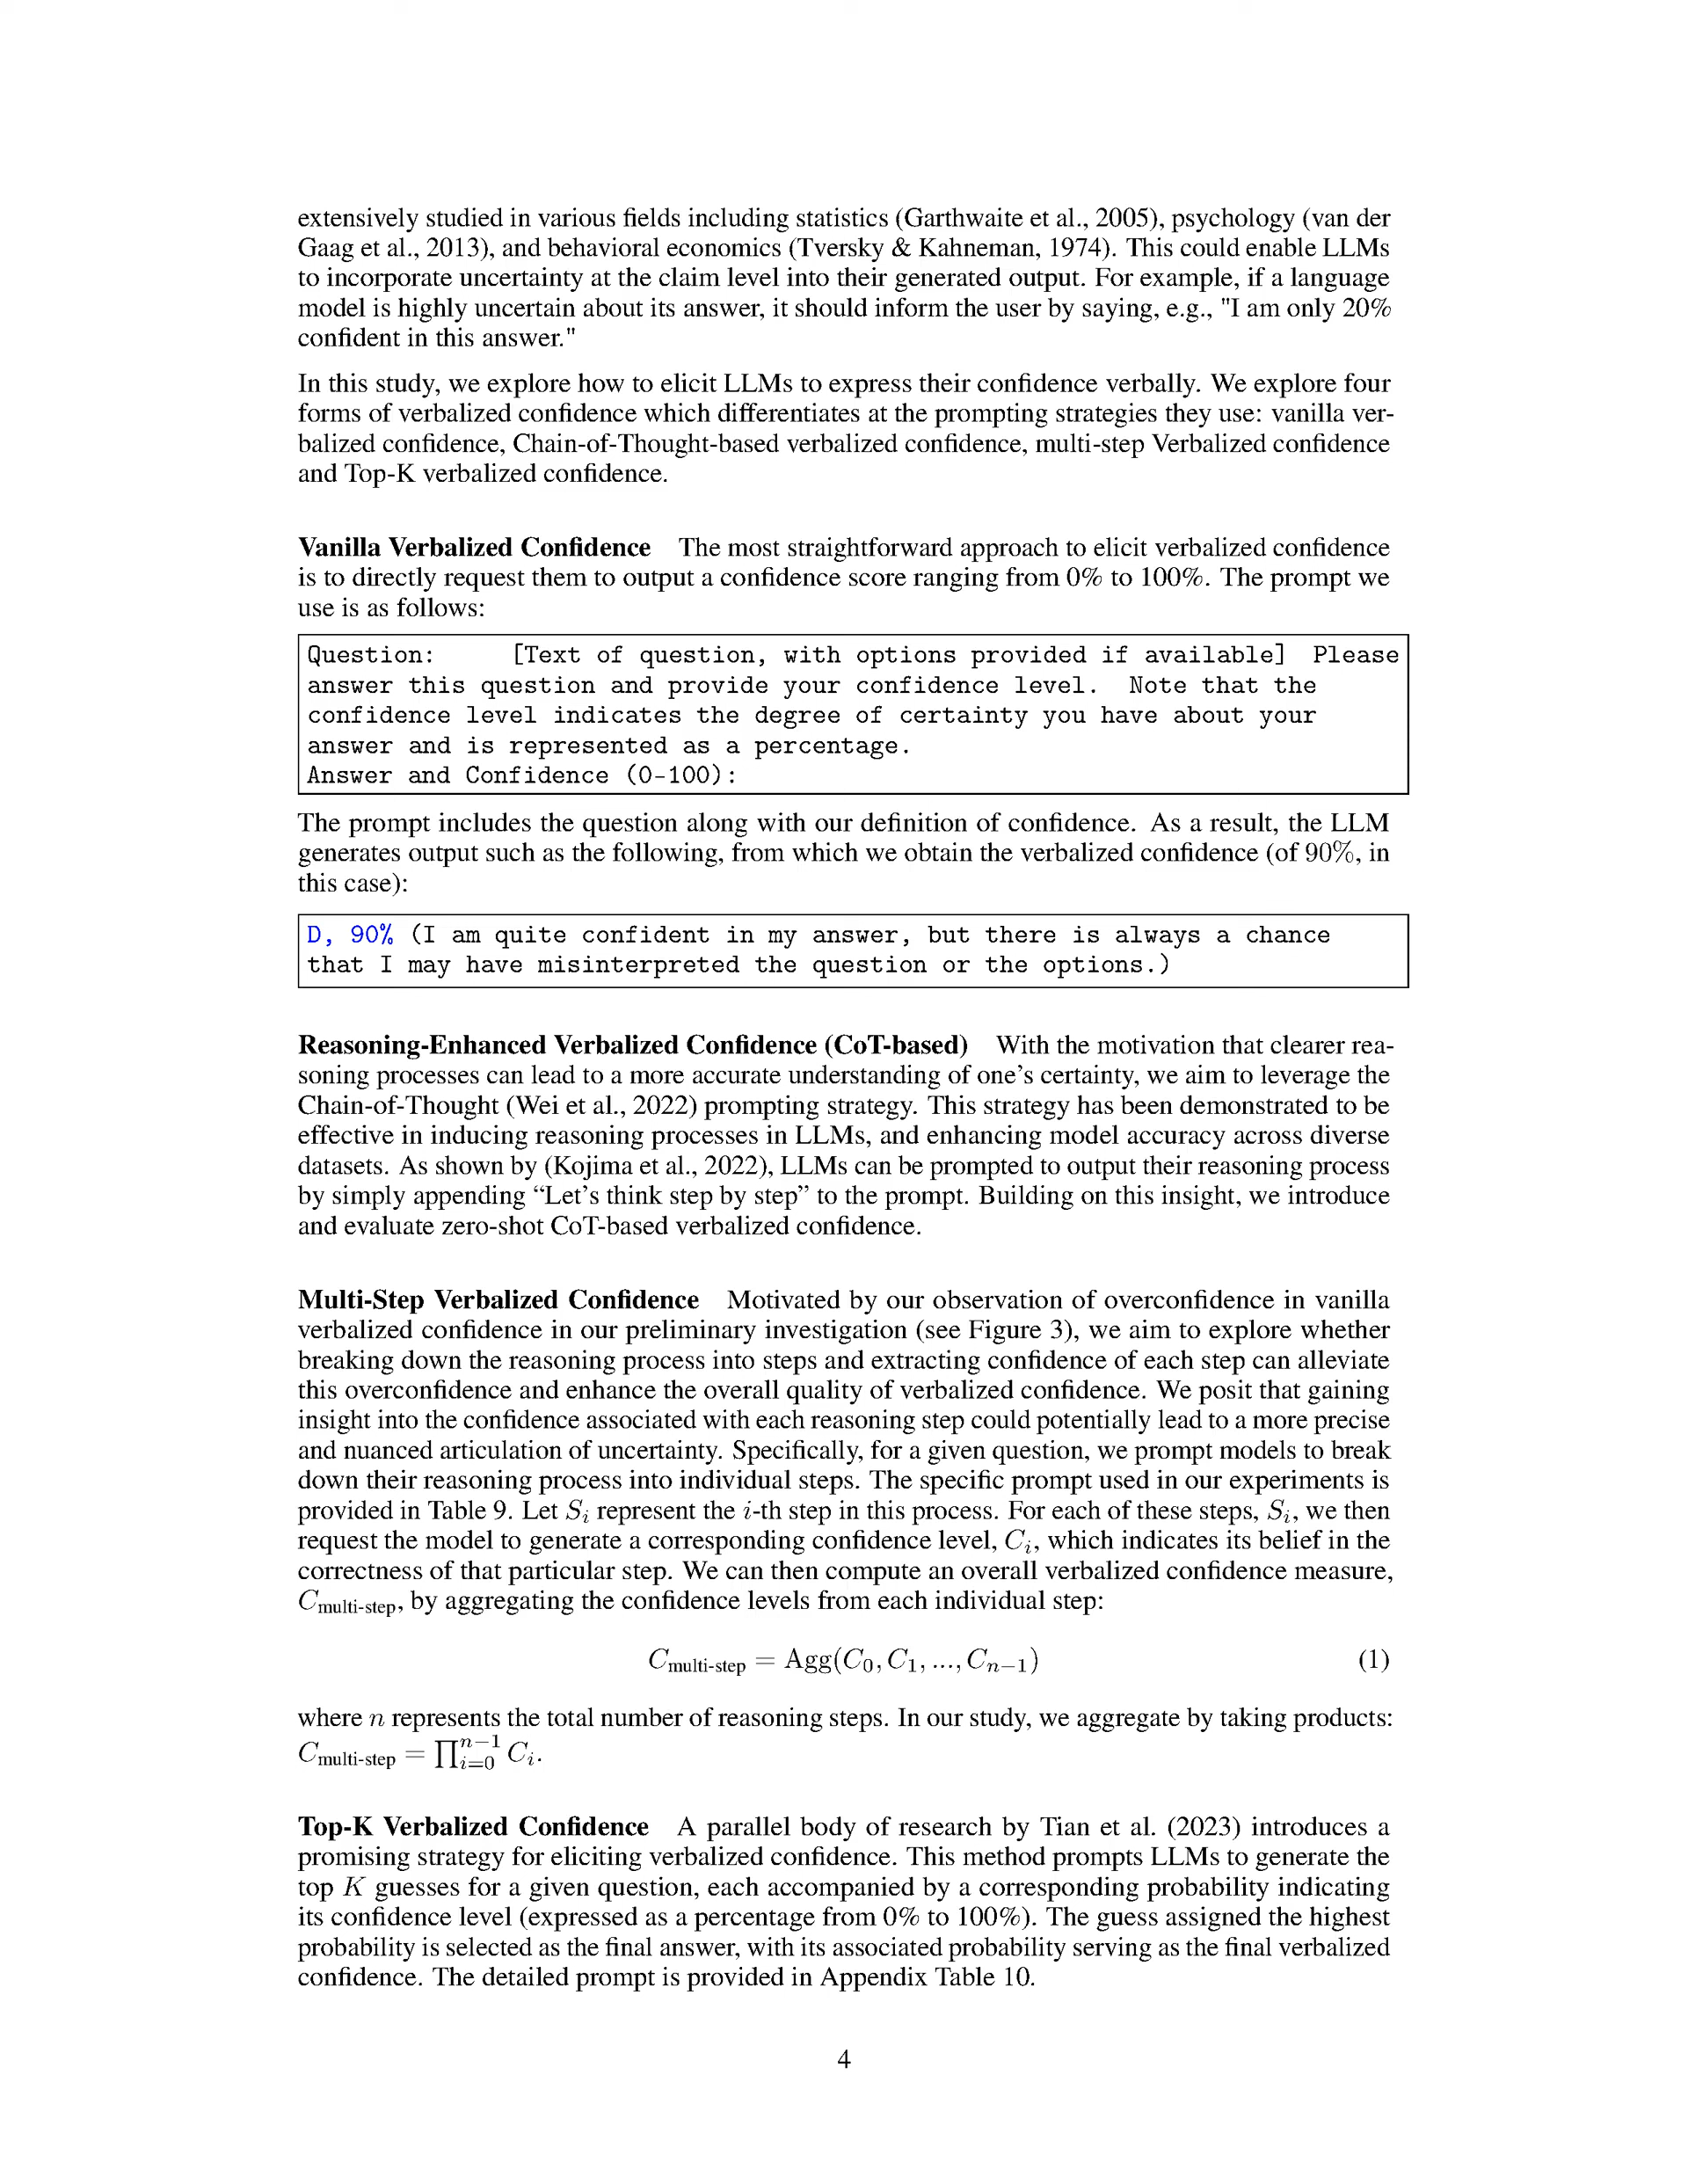 extensively studied in various fields including statistics (Garthwaite et al., 2005), psychology (van der
Gaag et al., 2013), and behavioral economics (Tversky & Kahneman, 1974). This could enable LLMs
to incorporate uncertainty at the claim level into their generated output. For example, if a language
model is highly uncertain about its answer, it should inform the user by saying, e.g., "I am only 20%
confident in this answer."
In this study, we explore how to elicit LLMs to express their confidence verbally. We explore four
forms of verbalized confidence which differentiates at the prompting strategies they use: vanilla ver-
balized confidence, Chain-of-Thought-based verbalized confidence, multi-step Verbalized confidence
and Top-K verbalized confidence.
Vanilla Verbalized Confidence The most straightforward approach to elicit verbalized confidence
is to directly request them to output a confidence score ranging from 0% to 100%. The prompt we
use is as follows:
Question: [Text of question, with options provided if available] Please
answer this question and provide your confidence level. Note that the
confidence level indicates the degree of certainty you have about your
answer and is represented as a percentage.
Answer and Confidence (0-100):
The prompt includes the question along with our definition of confidence. As a result, the LLM
generates output such as the following, from which we obtain the verbalized confidence (of 90%, in
this case):
D, 90% (I am quite confident in my answer, but there is always a chance
that I may have misinterpreted the question or the options.)
Reasoning-Enhanced Verbalized Confidence (CoT-based) With the motivation that clearer rea-
soning processes can lead to a more accurate understanding of one's certainty, we aim to leverage the
Chain-of-Thought (Wei et al., 2022) prompting strategy. This strategy has been demonstrated to be
effective in inducing reasoning processes in LLMs, and enhancing model accuracy across diverse
datasets. As shown by (Kojima et al., 2022), LLMs can be prompted to output their reasoning process
by simply appending “Let's think step by step” to the prompt. Building on this insight, we introduce
and evaluate zero-shot CoT-based verbalized confidence.
Multi-Step Verbalized Confidence Motivated by our observation of overconfidence in vanilla
verbalized confidence in our preliminary investigation (see Figure 3), we aim to explore whether
breaking down the reasoning process into steps and extracting confidence of each step can alleviate
this overconfidence and enhance the overall quality of verbalized confidence. We posit that gaining
insight into the confidence associated with each reasoning step could potentially lead to a more precise
and nuanced articulation of uncertainty. Specifically, for a given question, we prompt models to break
down their reasoning process into individual steps. The specific prompt used in our experiments is
provided in Table 9. Let $S_i$ represent the $i$-th step in this process. For each of these steps, $S_i$, we then
request the model to generate a corresponding confidence level, $C_i$, which indicates its belief in the
correctness of that particular step. We can then compute an overall verbalized confidence measure,
$C_{\text{multi-step}}$, by aggregating the confidence levels from each individual step:
$C_{\text{multi-step}} = \text{Agg}(C_0, C_1, ..., C_{n-1})$ (1)
where $n$ represents the total number of reasoning steps. In our study, we aggregate by taking products:
$C_{\text{multi-step}} = \prod_{i=0}^{n-1} C_i$.
Top-K Verbalized Confidence A parallel body of research by Tian et al. (2023) introduces a
promising strategy for eliciting verbalized confidence. This method prompts LLMs to generate the
top $K$ guesses for a given question, each accompanied by a corresponding probability indicating
its confidence level (expressed as a percentage from 0% to 100%). The guess assigned the highest
probability is selected as the final answer, with its associated probability serving as the final verbalized
confidence. The detailed prompt is provided in Appendix Table 10.
4